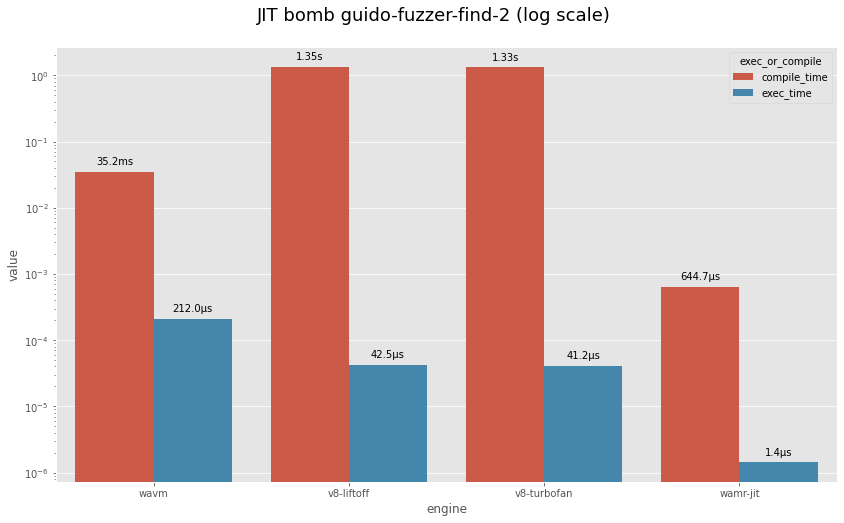 JIT bomb guido-fuzzer-find-2 (log scale)
exec_or_compile
compile_time
exec_time
value
10⁰
10⁻¹
10⁻²
10⁻³
10⁻⁴
10⁻⁵
10⁻⁶
35.2ms
212.0µs
1.35s
42.5µs
1.33s
41.2µs
644.7µs
1.4µs
wavm
v8-liftoff
v8-turbofan
wamr-jit
engine